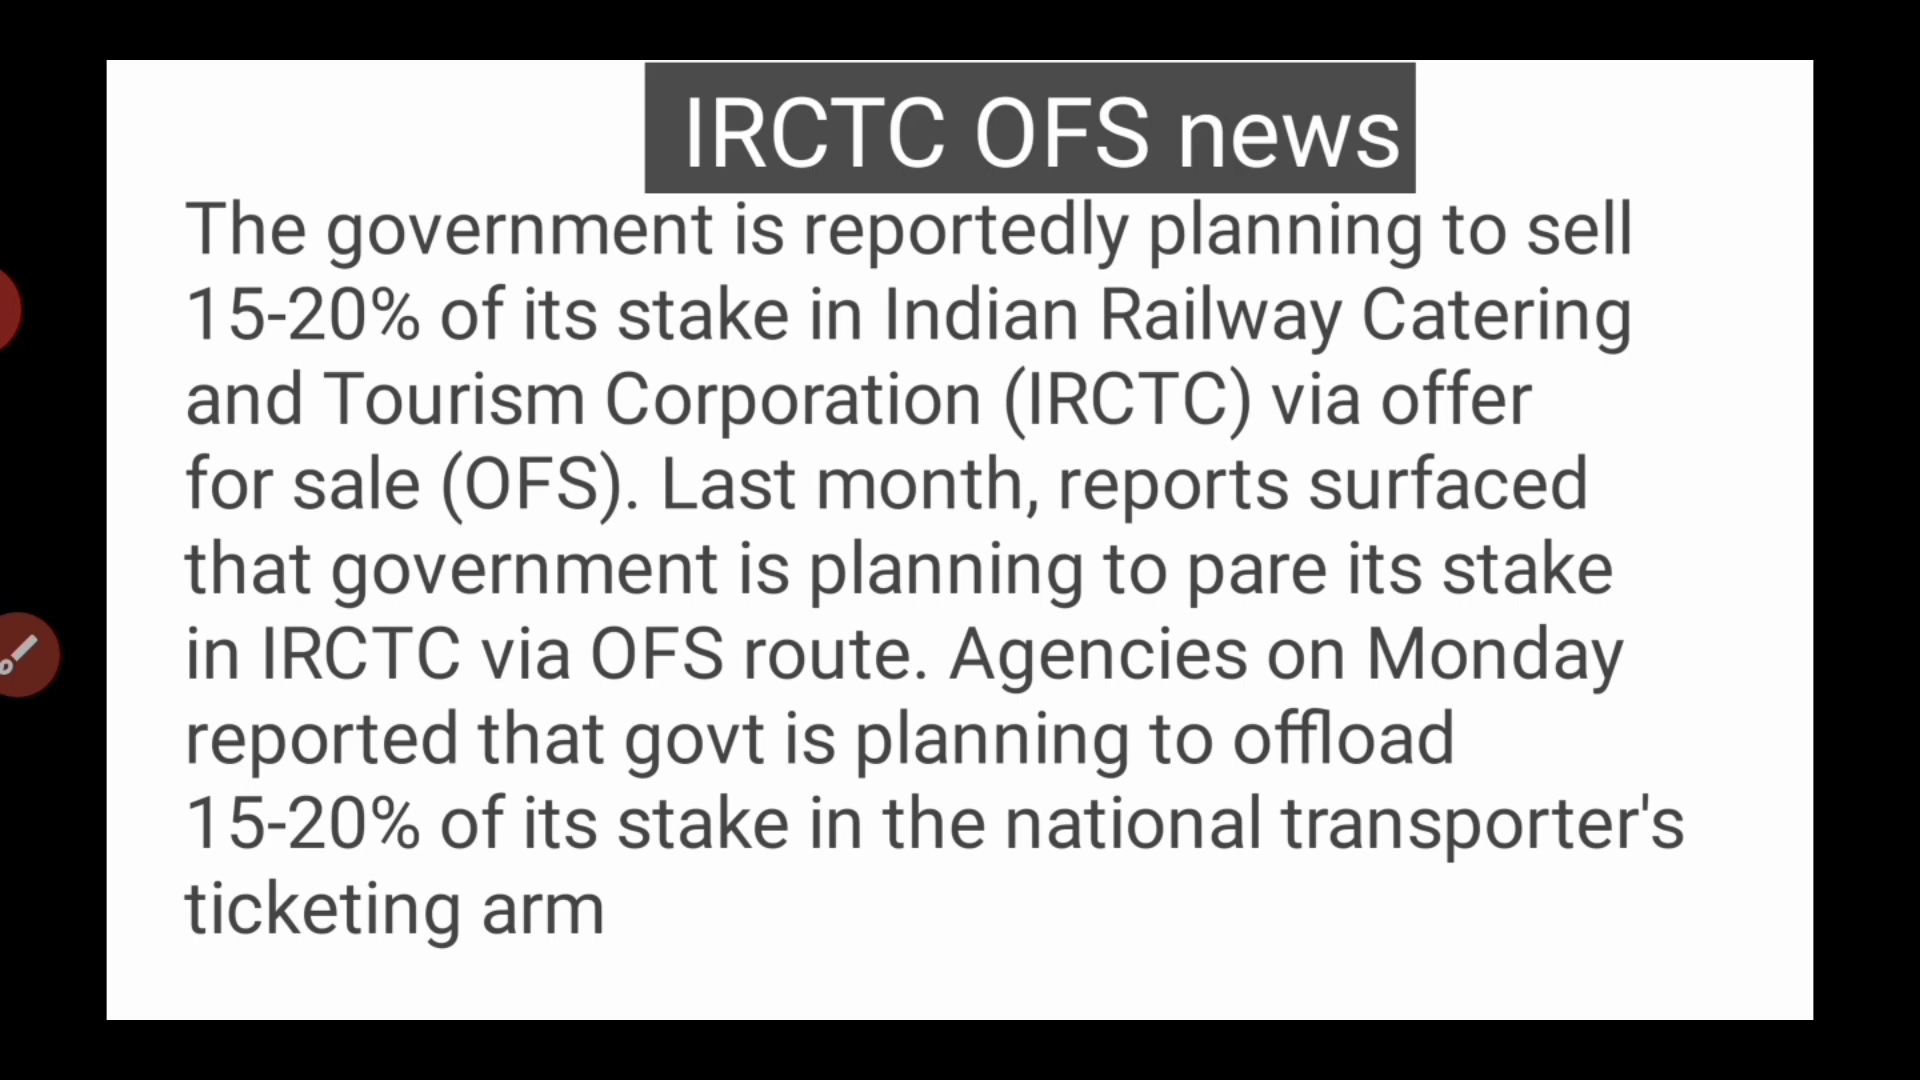 IRCTC OFS news
The government is reportedly planning to sell
15-20% of its stake in Indian Railway Catering
and Tourism Corporation (IRCTC) via offer
for sale (OFS). Last month, reports surfaced
that government is planning to pare its stake
in IRCTC via OFS route. Agencies on Monday
reported that govt is planning to offload
15-20% of its stake in the national transporter's
ticketing arm